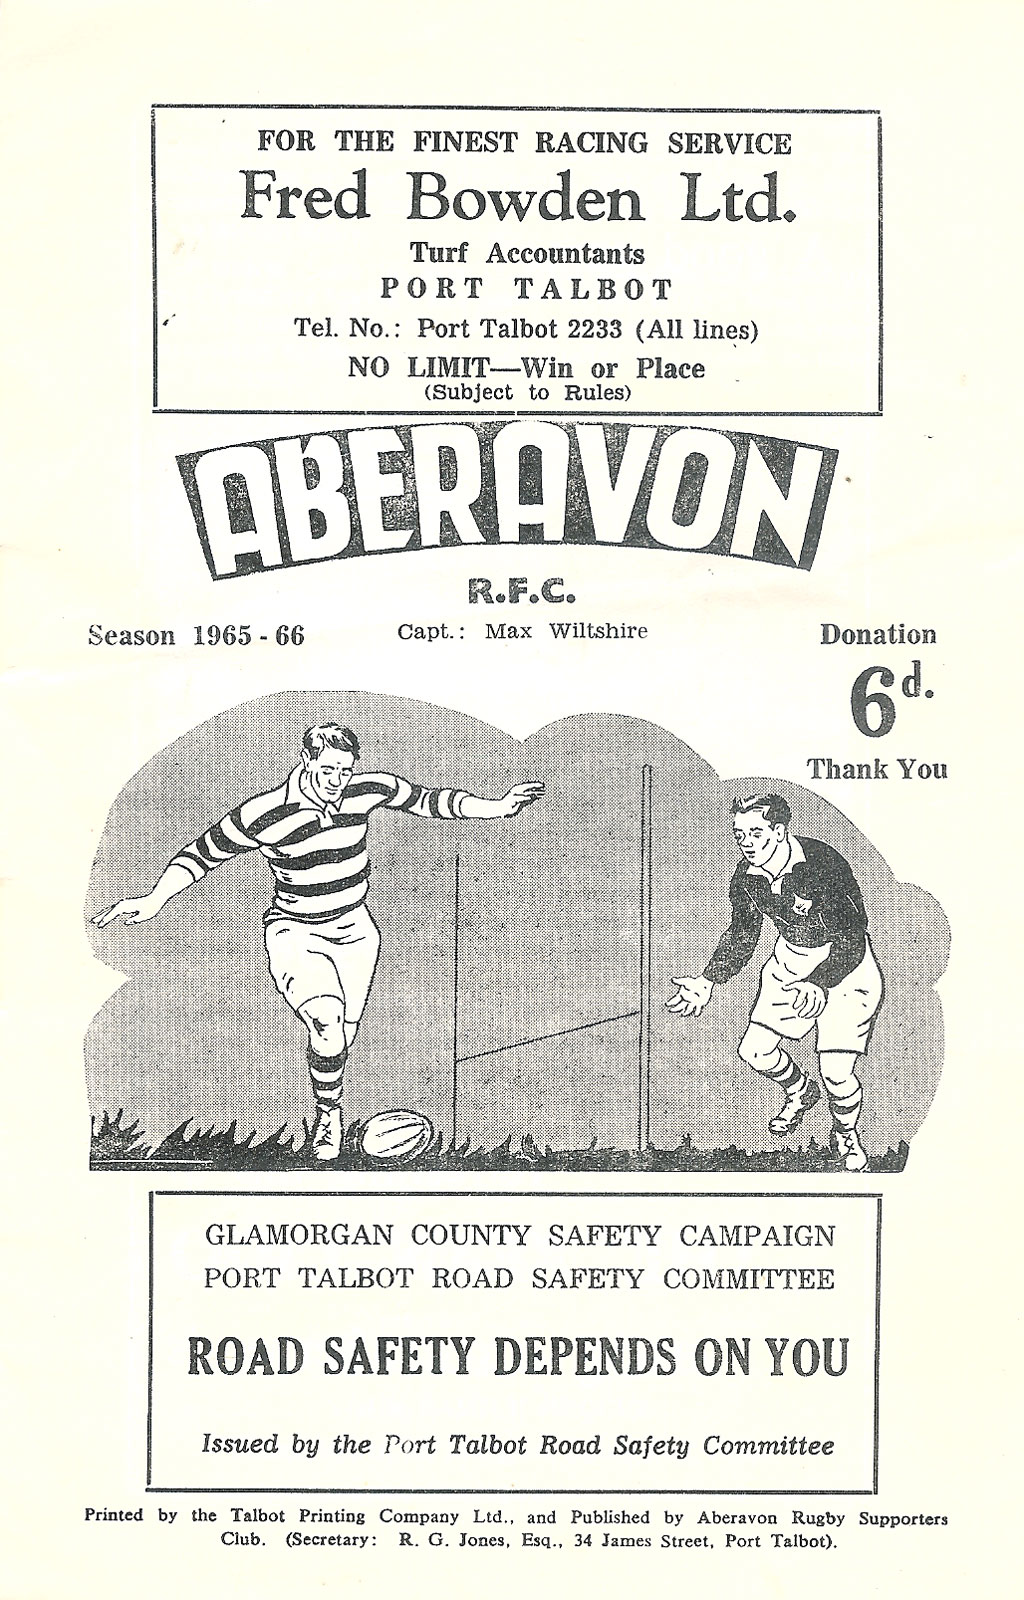 FOR THE FINEST RACING SERVICE
Fred Bowden Ltd.
Turf Accountants
PORT TALBOT
Tel. No.: Port Talbot 2233 (All lines)
NO LIMIT—Win or Place
(Subject to Rules)
ABERAVON
R.F.C.
Season 1965 - 66
Capt.: Max Wiltshire
Donation
6d.
Thank You
GLAMORGAN COUNTY SAFETY CAMPAIGN
PORT TALBOT ROAD SAFETY COMMITTEE
ROAD SAFETY DEPENDS ON YOU
Issued by the Port Talbot Road Safety Committee
Printed by the Talbot Printing Company Ltd., and Published by Aberavon Rugby Supporters
Club. (Secretary: R. G. Jones, Esq., 34 James Street, Port Talbot).